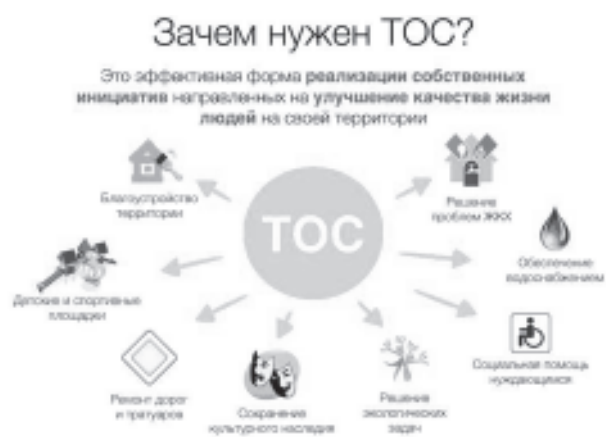 Зачем нужен ТОС?
Это эффективная форма реализации собственных
инициатив направленных на улучшение качества жизни
людей на своей территории
Благоустройство
территории
ТОС
Решение
проблем ЖКХ
Обеспечение
водоснабжением
Детские и спортивные
площадки
Социальная помощь
нуждающимся
Ремонт дорог
и тратуаров
Сохранение
культурного наследия
Решение
экологических
задач